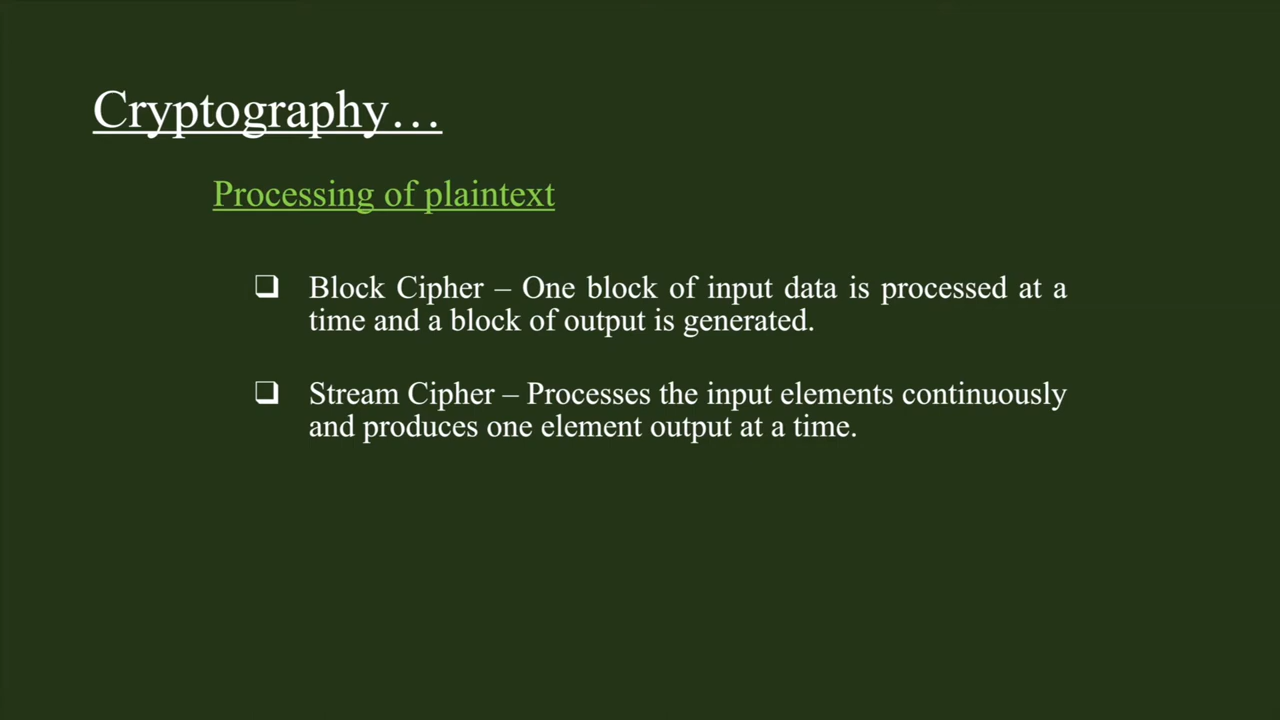 Cryptography…
Processing of plaintext
❑ Block Cipher – One block of input data is processed at a
time and a block of output is generated.
❑ Stream Cipher – Processes the input elements continuously
and produces one element output at a time.